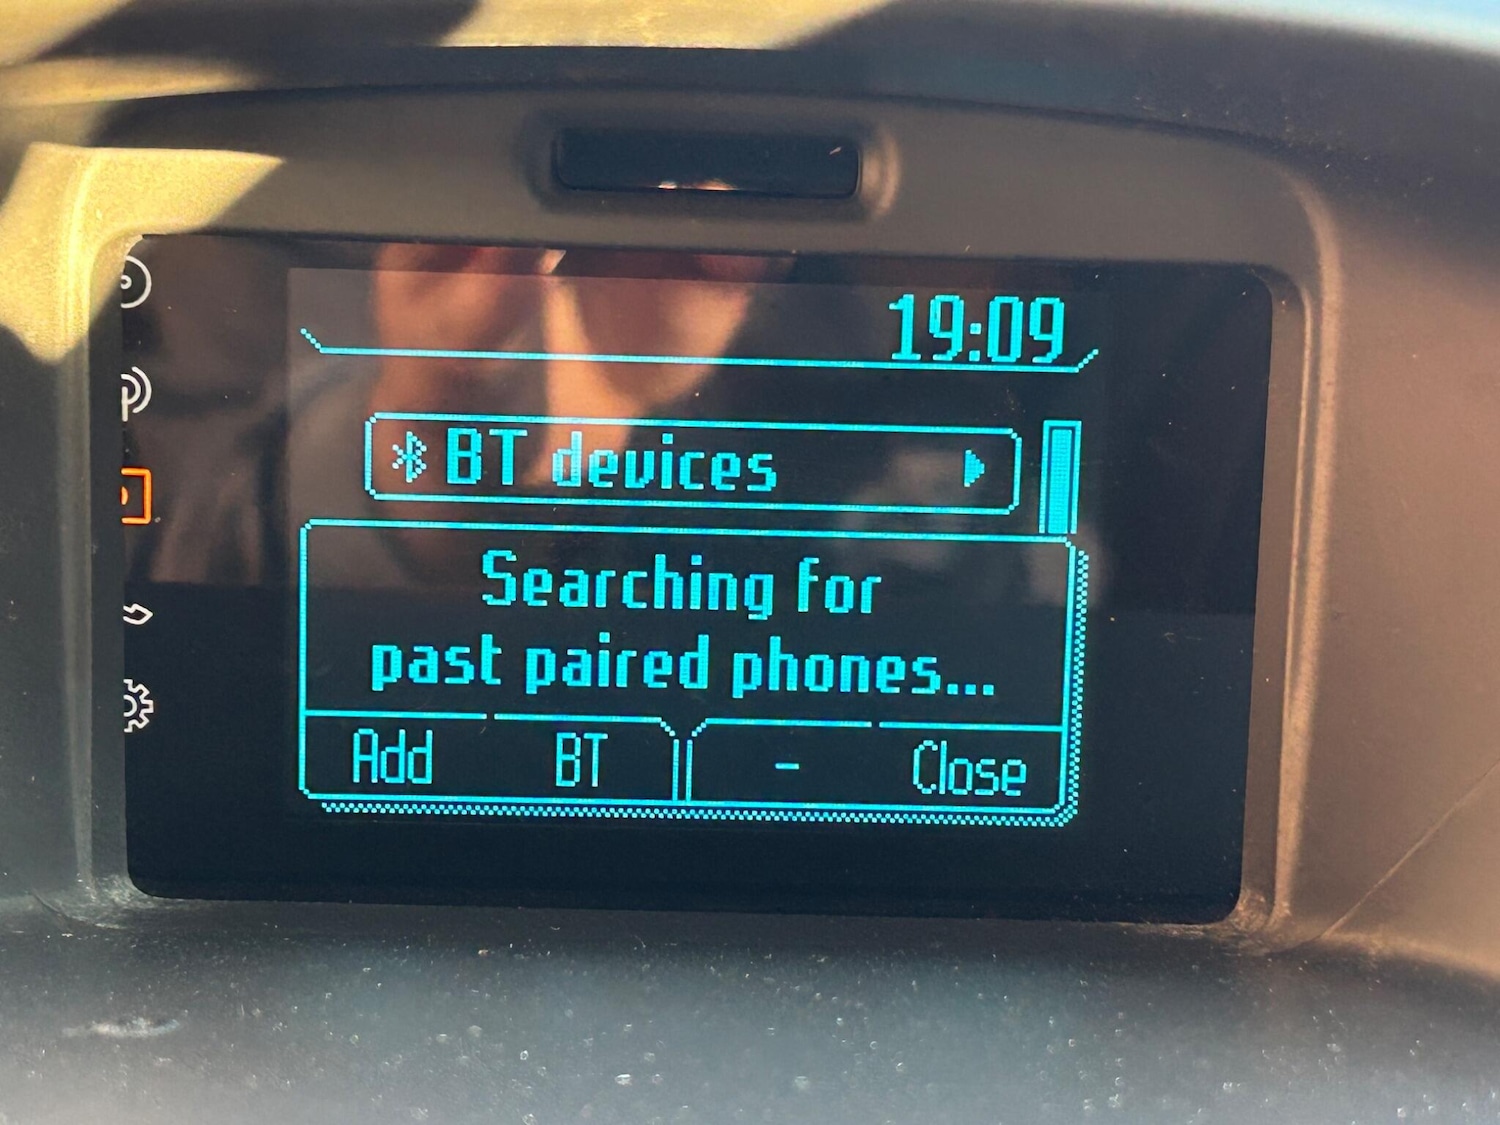 19:09
BT devices
Searching for
past paired phones...
Add BT - Close